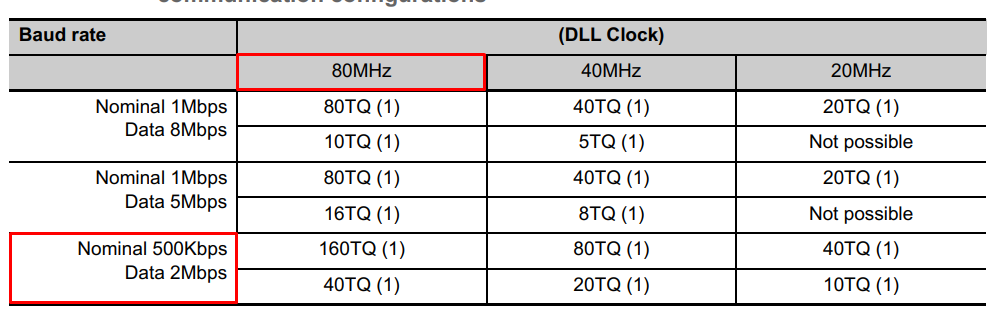 communication configurations
Baud rate (DLL Clock)
80MHz 40MHz 20MHz
Nominal 1Mbps 80TQ (1) 40TQ (1) 20TQ (1)
Data 8Mbps 10TQ (1) 5TQ (1) Not possible
Nominal 1Mbps 80TQ (1) 40TQ (1) 20TQ (1)
Data 5Mbps 16TQ (1) 8TQ (1) Not possible
Nominal 500Kbps 160TQ (1) 80TQ (1) 40TQ (1)
Data 2Mbps 40TQ (1) 20TQ (1) 10TQ (1)